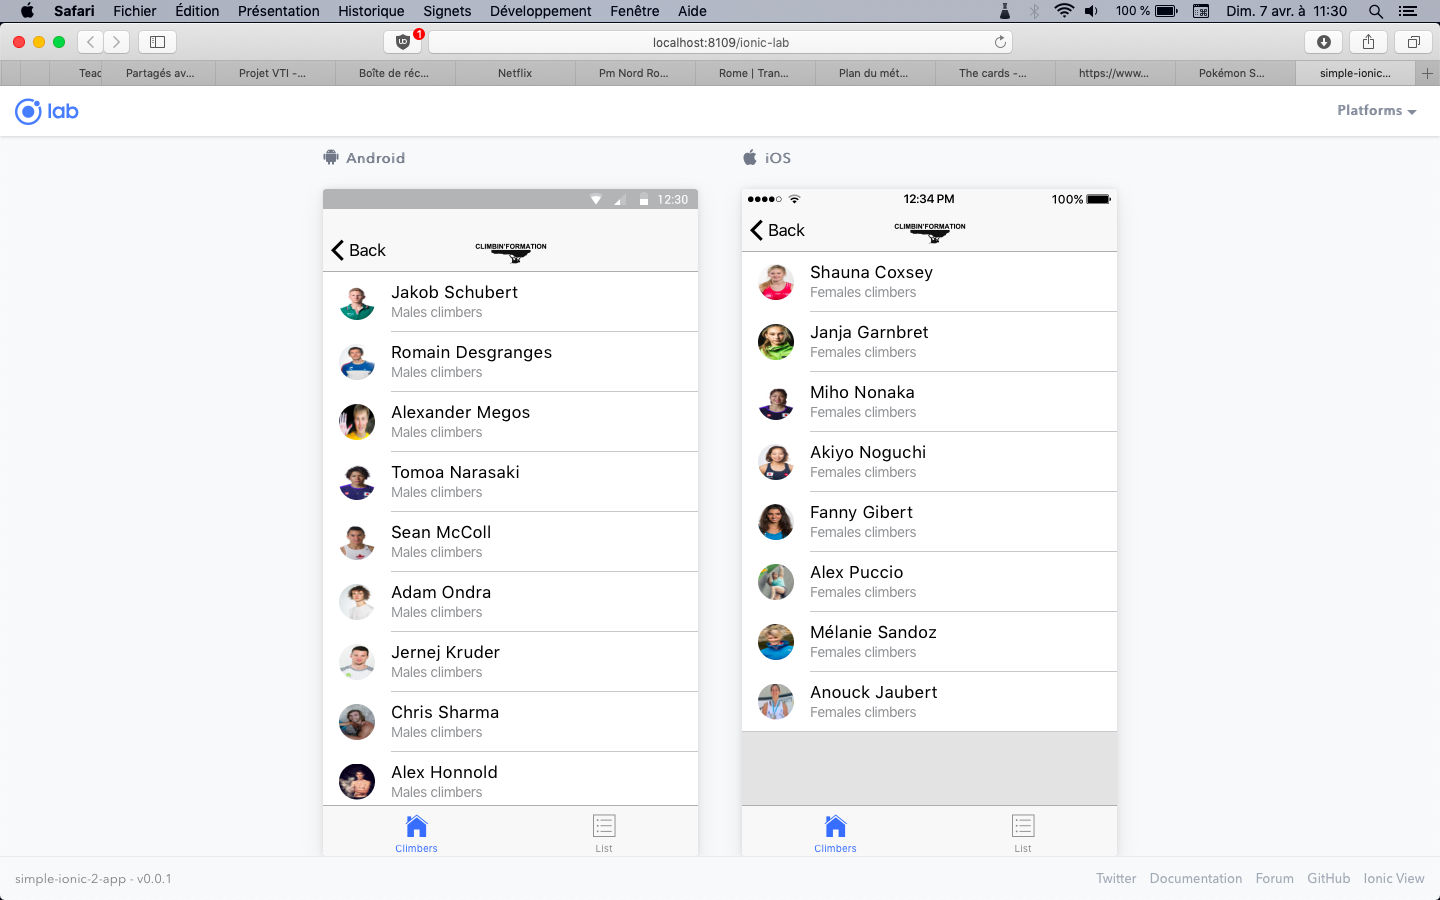 Safari Fichier Édition Présentation Historique Signets Développement Fenêtre Aide 100 % Dim. 7 avr. à 11:30
1
localhost:8109/ionic-lab
Teac Partagés av... Projet VTI -... Boîte de réc... Netflix Pm Nord Ro... Rome | Tran... Plan du mét... The cards -... https://www... Pokémon S... simple-ionic...
lab Platforms
Android
12:30
Back CLIMBIN'FORMATION
Jakob Schubert
Males climbers
Romain Desgranges
Males climbers
Alexander Megos
Males climbers
Tomoa Narasaki
Males climbers
Sean McColl
Males climbers
Adam Ondra
Males climbers
Jernej Kruder
Males climbers
Chris Sharma
Males climbers
Alex Honnold
Males climbers
Climbers List
iOS
12:34 PM 100%
Back CLIMBIN'FORMATION
Shauna Coxsey
Females climbers
Janja Garnbret
Females climbers
Miho Nonaka
Females climbers
Akiyo Noguchi
Females climbers
Fanny Gibert
Females climbers
Alex Puccio
Females climbers
Mélanie Sandoz
Females climbers
Anouck Jaubert
Females climbers
Climbers List
simple-ionic-2-app - v0.0.1 Twitter Documentation Forum GitHub Ionic View